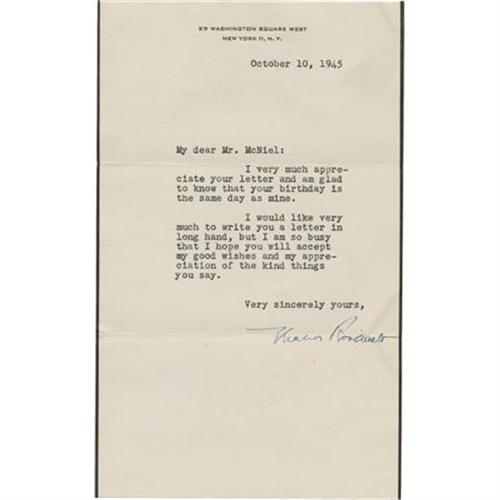 29 WASHINGTON SQUARE WEST
NEW YORK 11, N.Y.
October 10, 1945
My dear Mr. McNiel:
I very much appre-
ciate your letter and am glad
to know that your birthday is
the same day as mine.
I would like very
much to write you a letter in
long hand, but I am so busy
that I hope you will accept
my good wishes and my appre-
ciation of the kind things
you say.
Very sincerely yours,
Eleanor Roosevelt